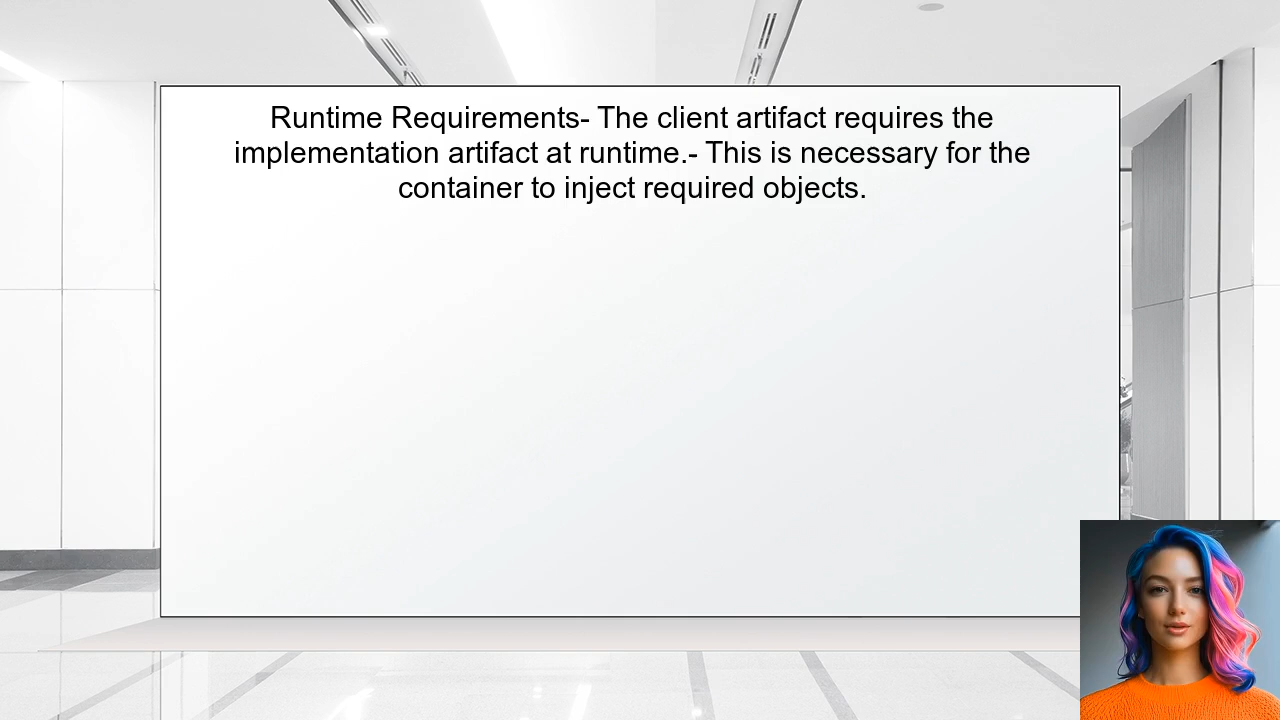 Runtime Requirements- The client artifact requires the
implementation artifact at runtime.- This is necessary for the
container to inject required objects.